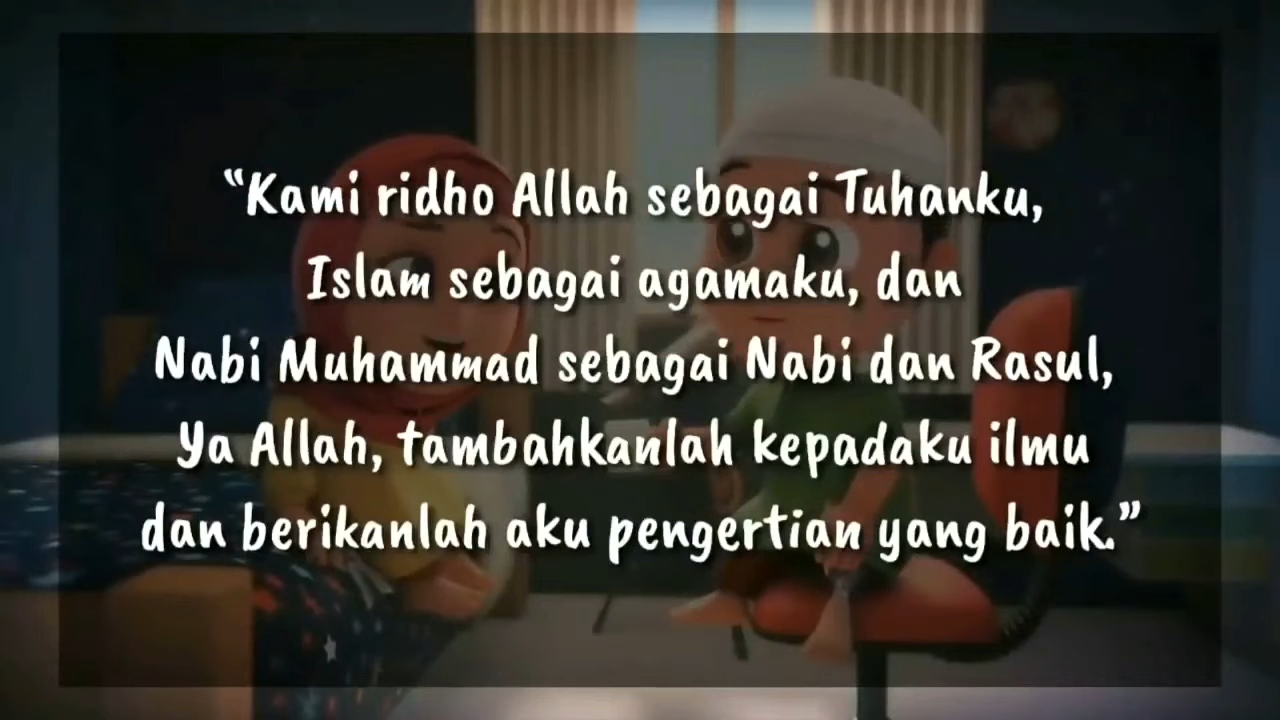 “Kami ridho Allah sebagai Tuhanku,
Islam sebagai agamaku, dan
Nabi Muhammad sebagai Nabi dan Rasul,
Ya Allah, tambahkanlah kepadaku ilmu
dan berikanlah aku pengertian yang baik.”